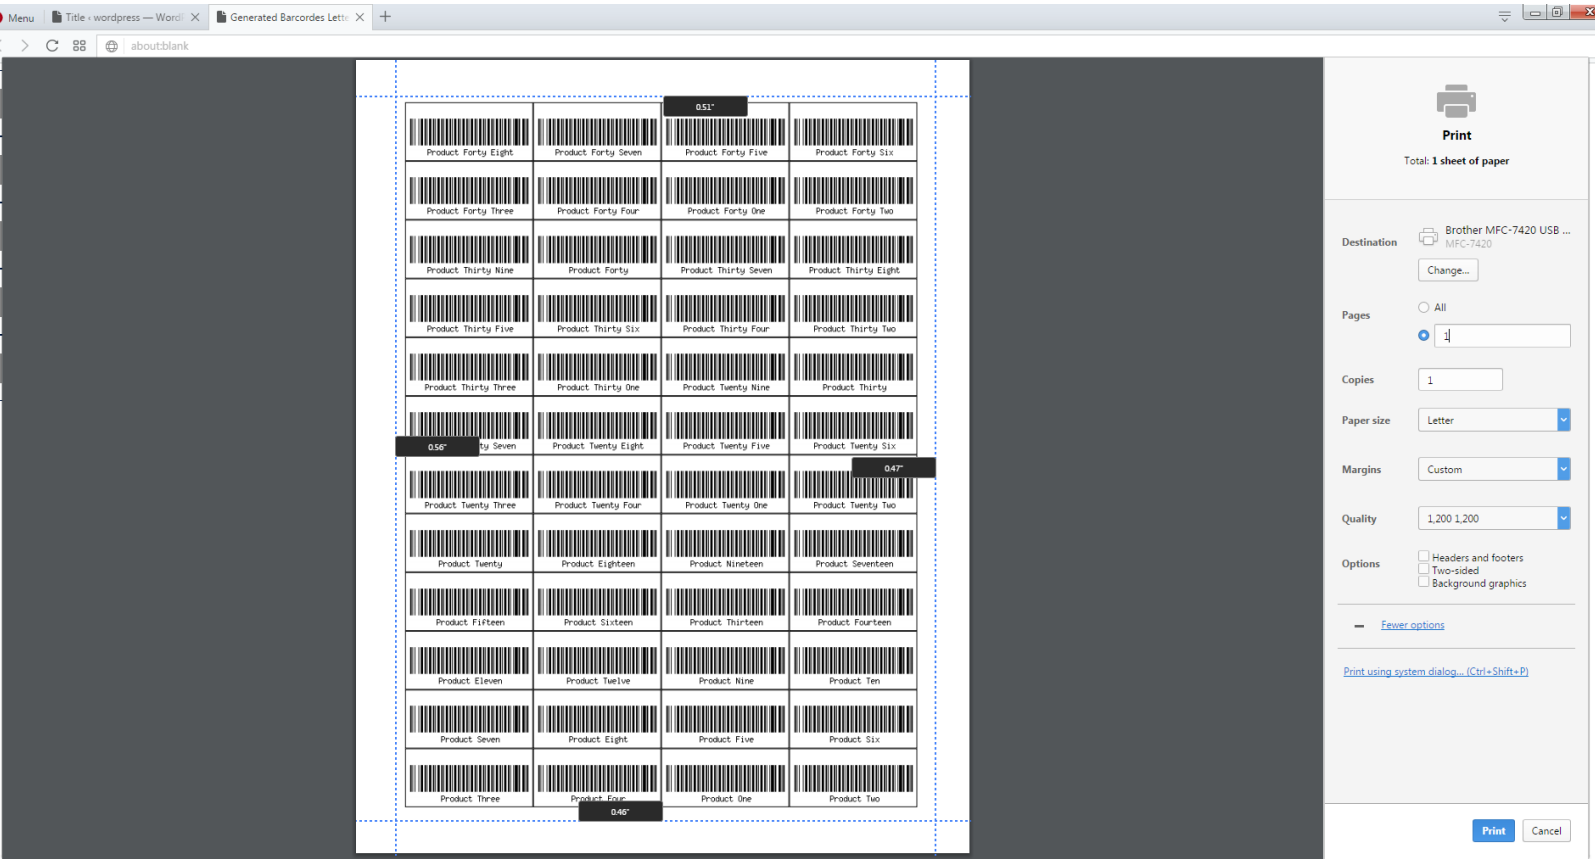 Menu
Title ‹ wordpress — WordP
Generated Barcordes Lette
about:blank
0.51"
Product Forty Eight Product Forty Seven Product Forty Five Product Forty Six
Product Forty Three Product Forty Four Product Forty One Product Forty Two
Product Thirty Nine Product Forty Product Thirty Seven Product Thirty Eight
Product Thirty Five Product Thirty Six Product Thirty Four Product Thirty Two
Product Thirty Three Product Thirty One Product Twenty Nine Product Thirty
ty Seven Product Twenty Eight Product Twenty Five Product Twenty Six
0.56"
0.47"
Product Twenty Three Product Twenty Four Product Twenty One Product Twenty Two
Product Twenty Product Eighteen Product Nineteen Product Seventeen
Product Fifteen Product Sixteen Product Thirteen Product Fourteen
Product Eleven Product Twelve Product Nine Product Ten
Product Seven Product Eight Product Five Product Six
Product Three Product Four Product One Product Two
0.46"
Print
Total: 1 sheet of paper
Destination
Brother MFC-7420 USB ...
MFC-7420
Change...
Pages
All
1
Copies
1
Paper size
Letter
Margins
Custom
Quality
1,200 1,200
Options
Headers and footers
Two-sided
Background graphics
Fewer options
Print using system dialog... (Ctrl+Shift+P)
Print
Cancel